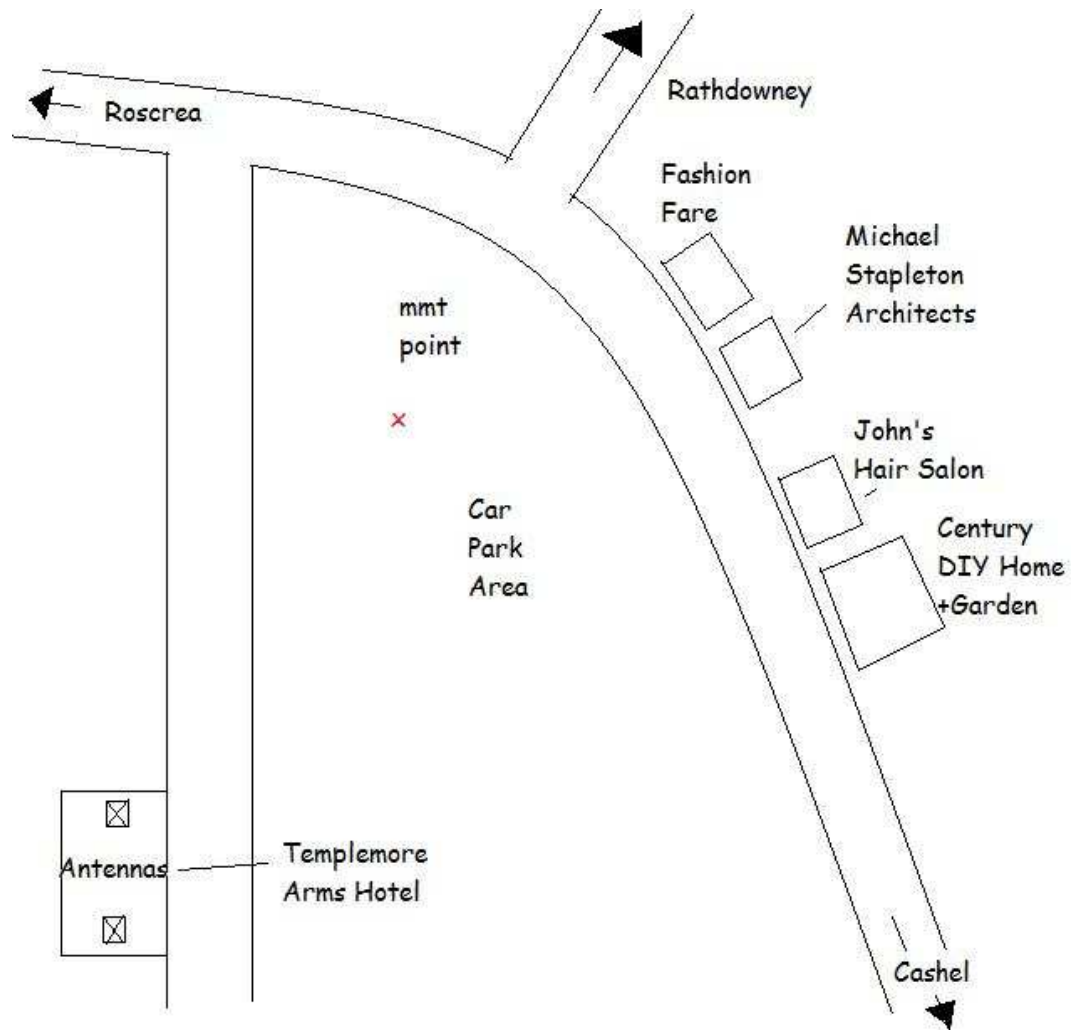 Roscrea
Rathdowney
Fashion
Fare
Michael
Stapleton
Architects
mmt
point
John's
Hair Salon
Car
Park
Area
Century
DIY Home
+Garden
Antennas
Templemore
Arms Hotel
Cashel